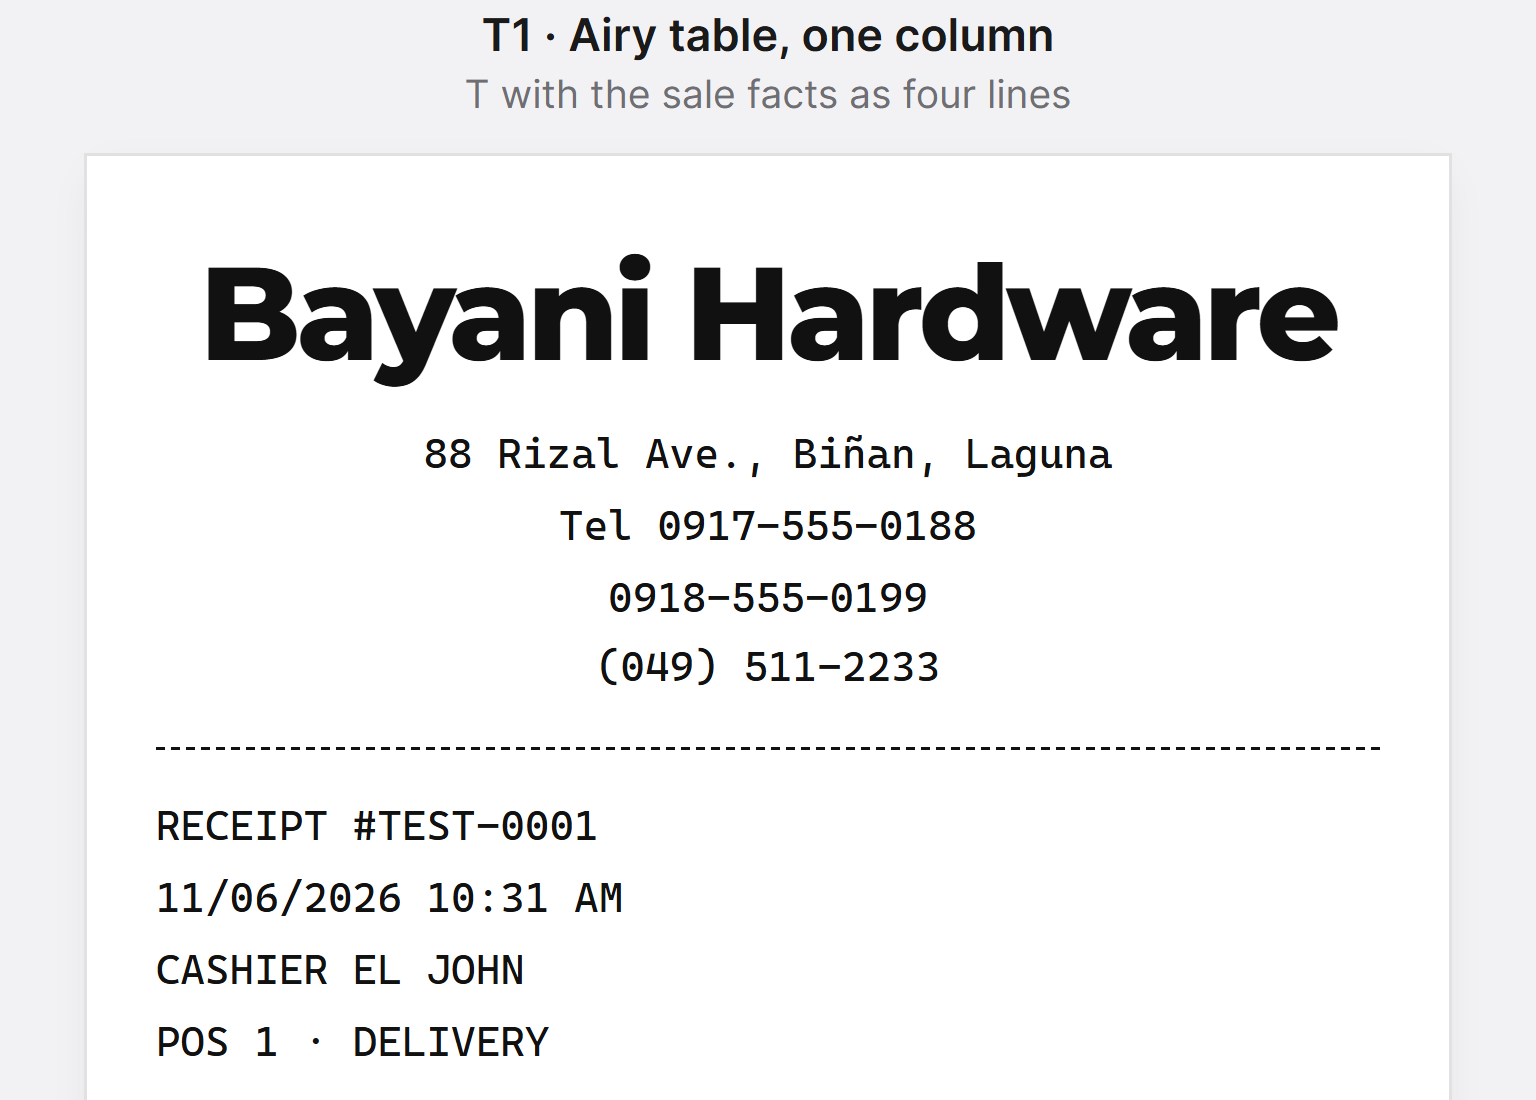 T1 · Airy table, one column
T with the sale facts as four lines
Bayani Hardware
88 Rizal Ave., Biñan, Laguna
Tel 0917-555-0188
0918-555-0199
(049) 511-2233
RECEIPT #TEST-0001
11/06/2026 10:31 AM
CASHIER EL JOHN
POS 1 · DELIVERY